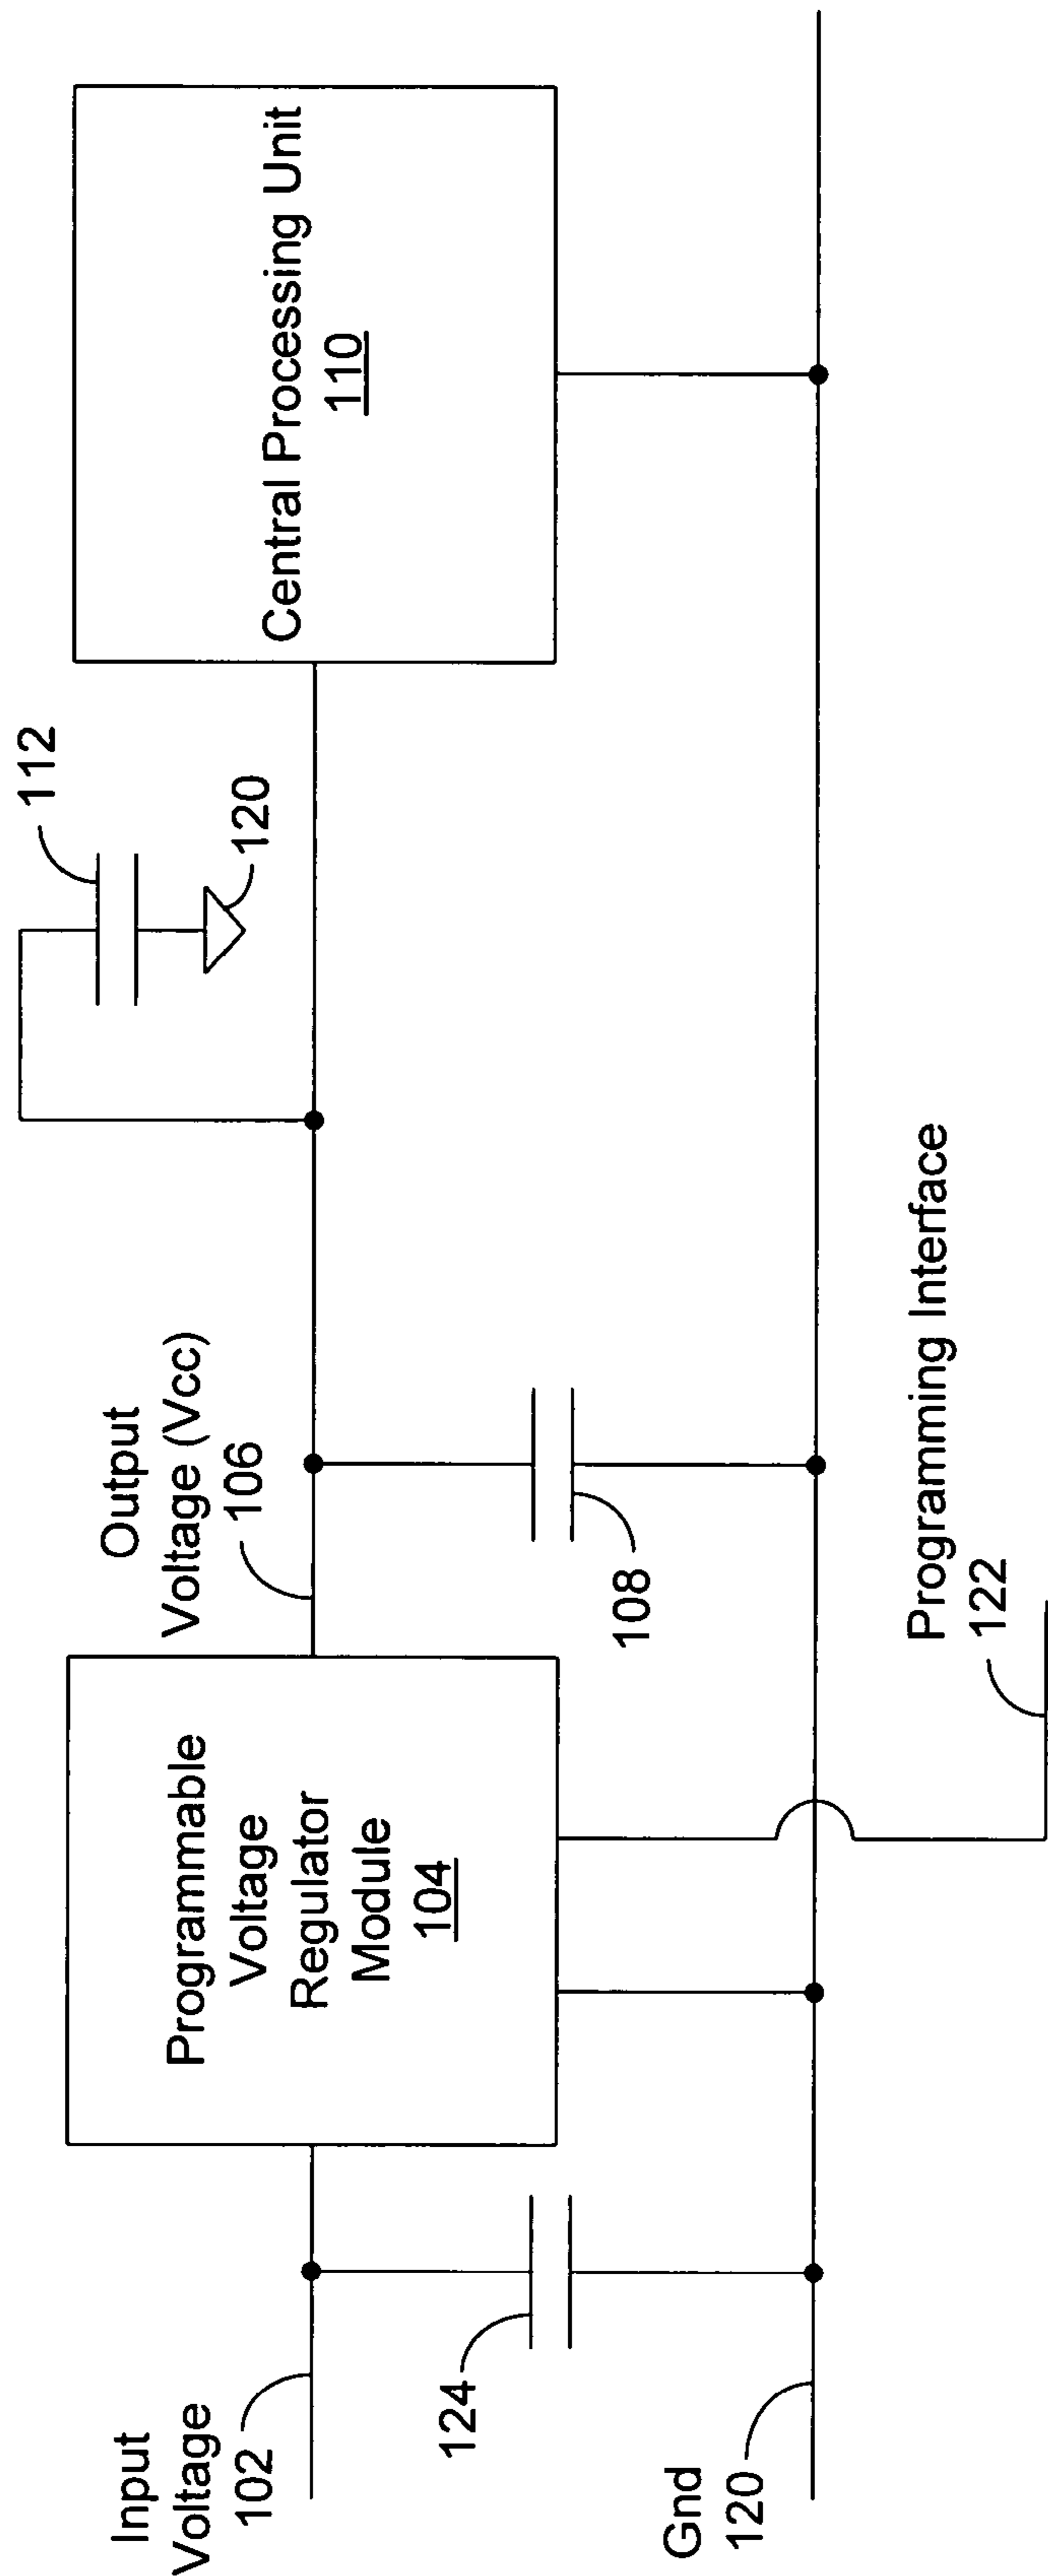 Input
Voltage
102
124
Gnd
120
Programmable
Voltage
Regulator
Module
104
Output
Voltage (Vcc)
106
108
Programming Interface
122
112
120
Central Processing Unit
110